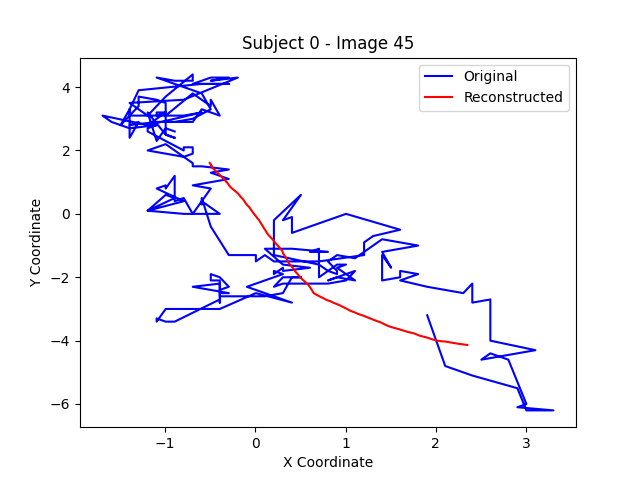 Subject 0 - Image 45
Original
Reconstructed
Y Coordinate
4
2
0
−2
−4
−6
−1
0
1
2
3
X Coordinate